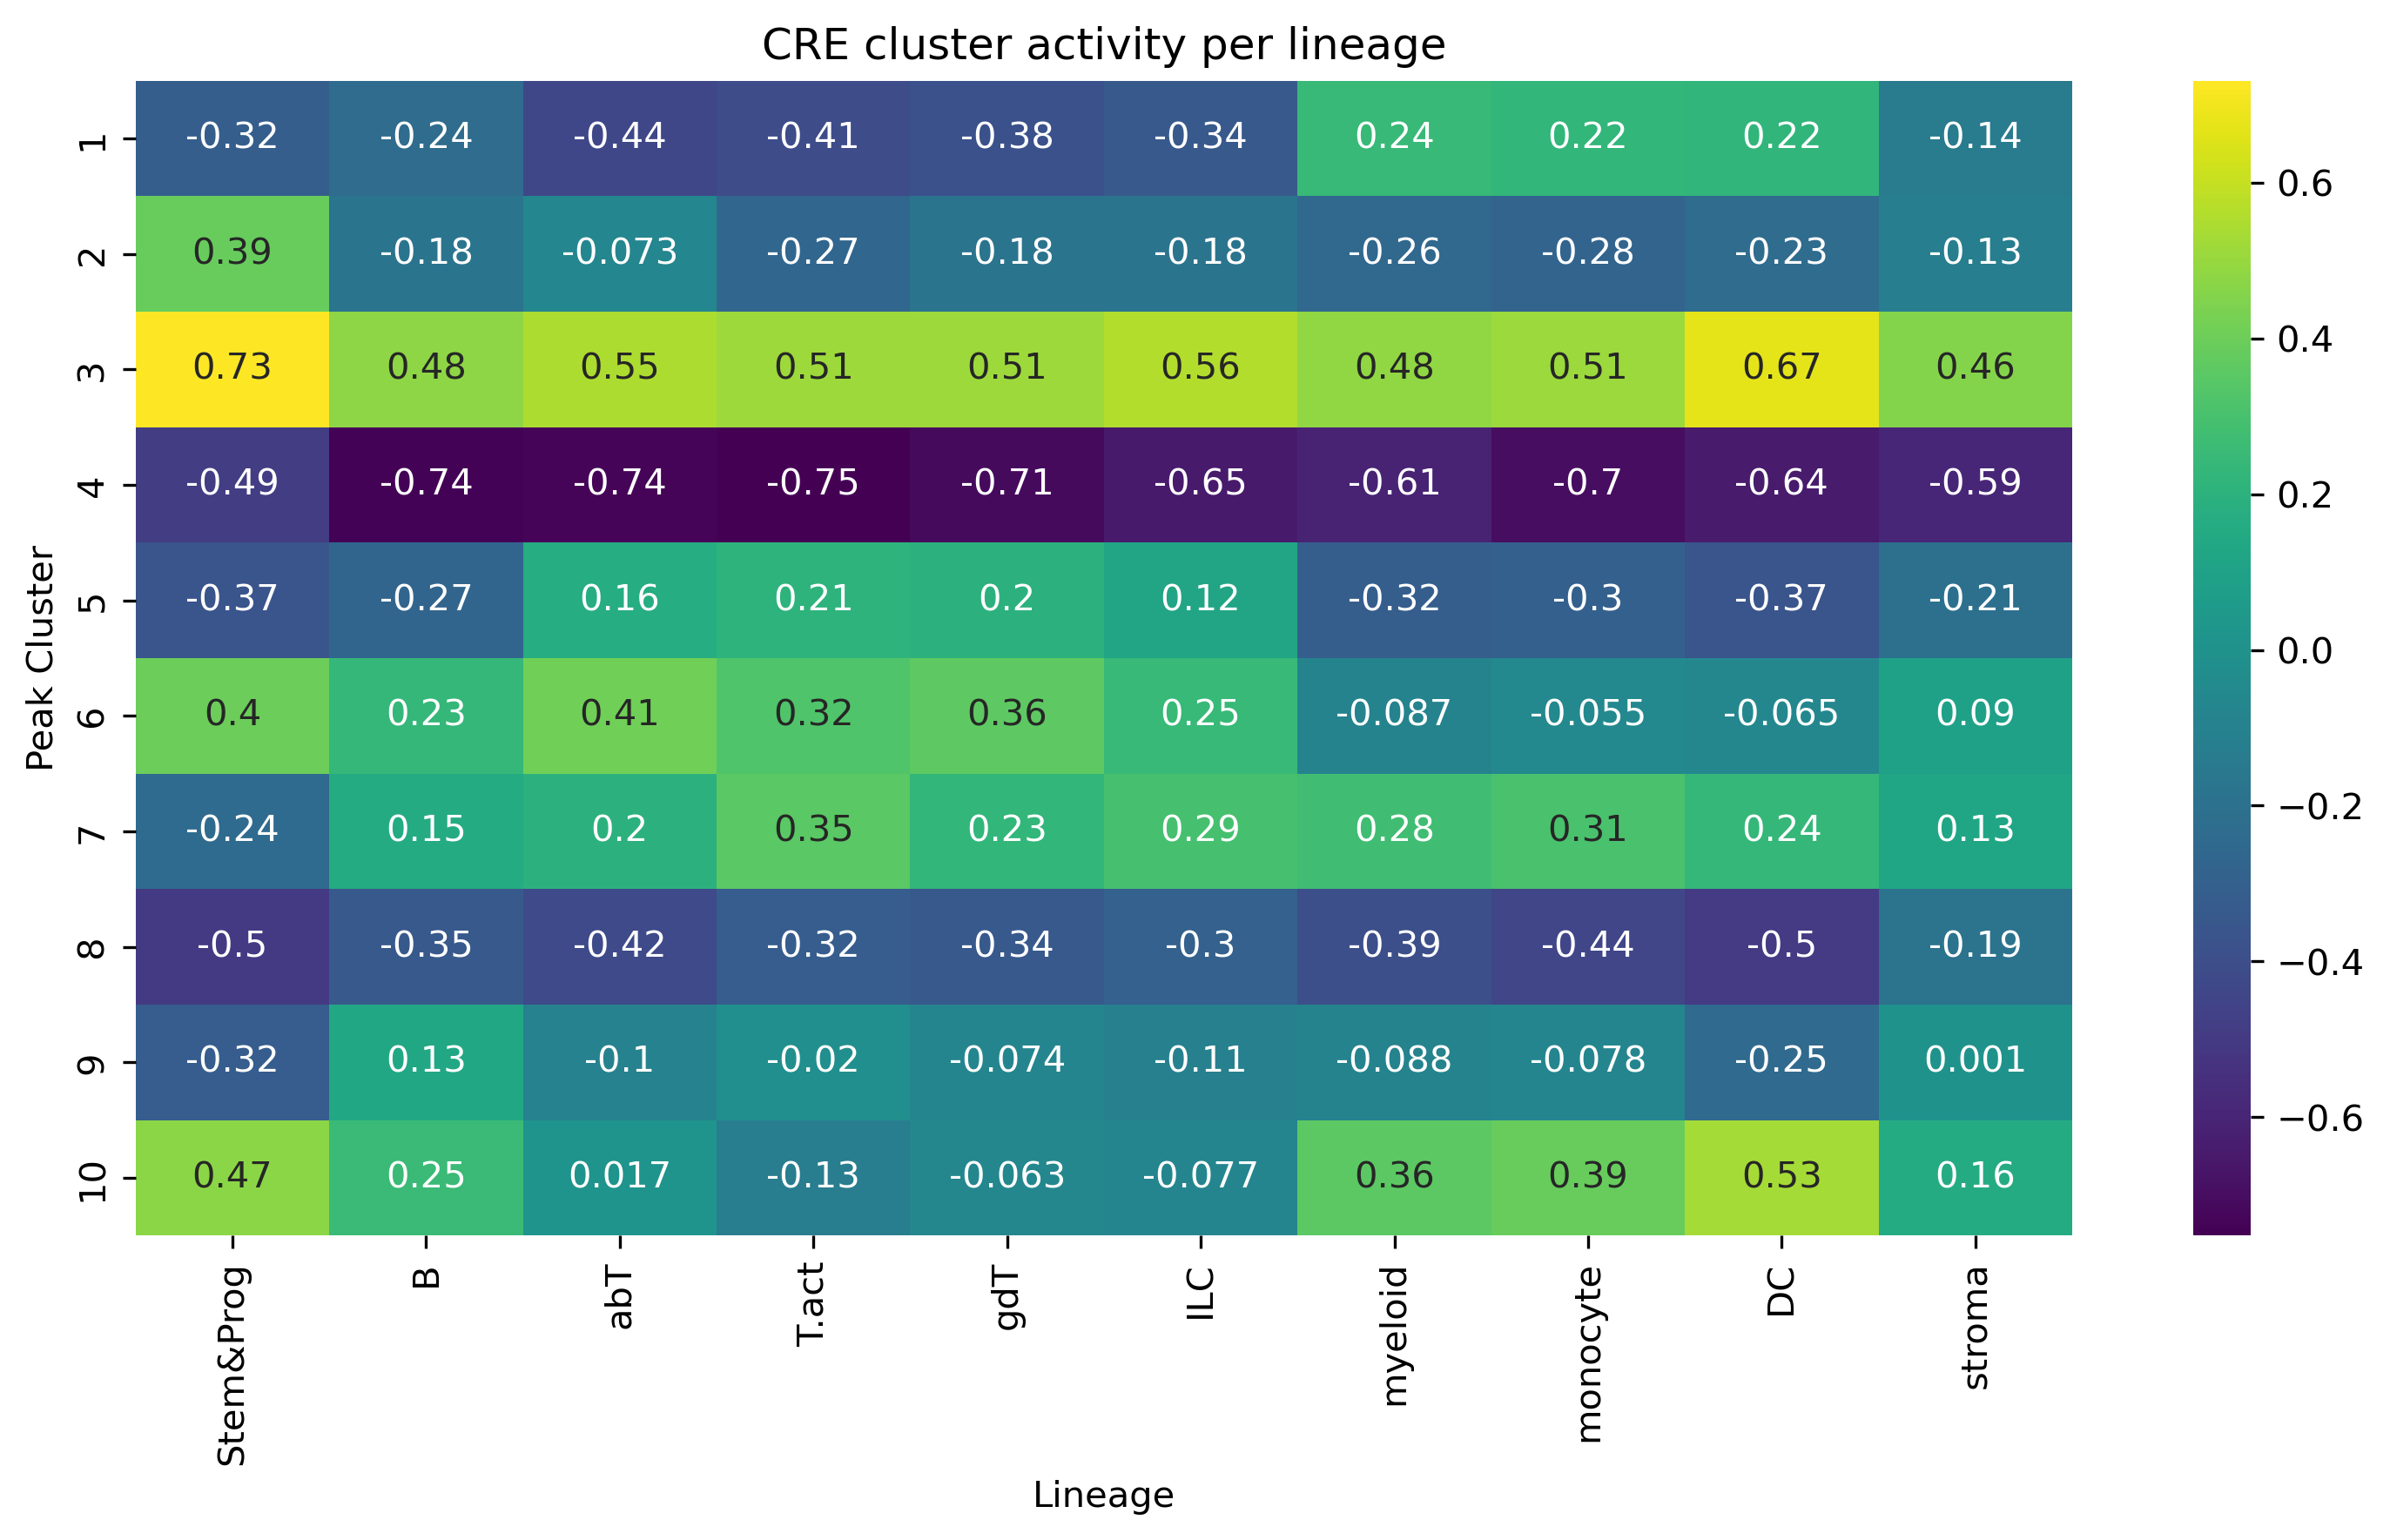 CRE cluster activity per lineage
Peak Cluster
1 -0.32 -0.24 -0.44 -0.41 -0.38 -0.34 0.24 0.22 0.22 -0.14
2 0.39 -0.18 -0.073 -0.27 -0.18 -0.18 -0.26 -0.28 -0.23 -0.13
3 0.73 0.48 0.55 0.51 0.51 0.56 0.48 0.51 0.67 0.46
4 -0.49 -0.74 -0.74 -0.75 -0.71 -0.65 -0.61 -0.7 -0.64 -0.59
5 -0.37 -0.27 0.16 0.21 0.2 0.12 -0.32 -0.3 -0.37 -0.21
6 0.4 0.23 0.41 0.32 0.36 0.25 -0.087 -0.055 -0.065 0.09
7 -0.24 0.15 0.2 0.35 0.23 0.29 0.28 0.31 0.24 0.13
8 -0.5 -0.35 -0.42 -0.32 -0.34 -0.3 -0.39 -0.44 -0.5 -0.19
9 -0.32 0.13 -0.1 -0.02 -0.074 -0.11 -0.088 -0.078 -0.25 0.001
10 0.47 0.25 0.017 -0.13 -0.063 -0.077 0.36 0.39 0.53 0.16
Stem&Prog B abT T.act gdT ILC myeloid monocyte DC stroma
Lineage
0.6
0.4
0.2
0.0
−0.2
−0.4
−0.6